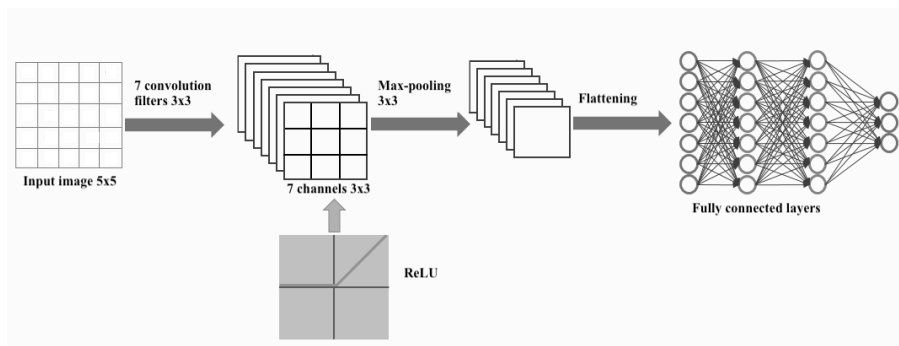 7 convolution
filters 3x3
Max-pooling
3x3
Flattening
Input image 5x5
7 channels 3x3
Fully connected layers
ReLU